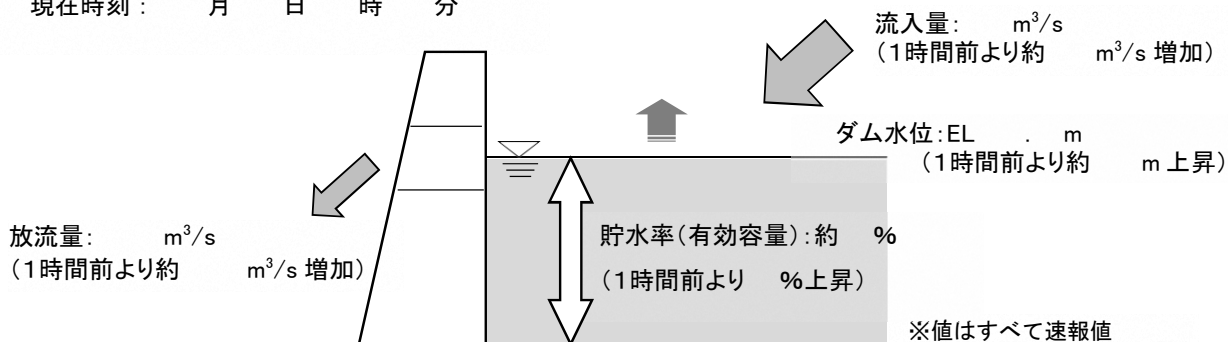 現在時刻： 月 日 時 分
流入量： m³/s
（1時間前より約 m³/s 増加）
ダム水位：EL . m
（1時間前より約 m 上昇）
放流量： m³/s
（1時間前より約 m³/s 増加）
貯水率（有効容量）：約 %
（1時間前より %上昇）
※値はすべて速報値